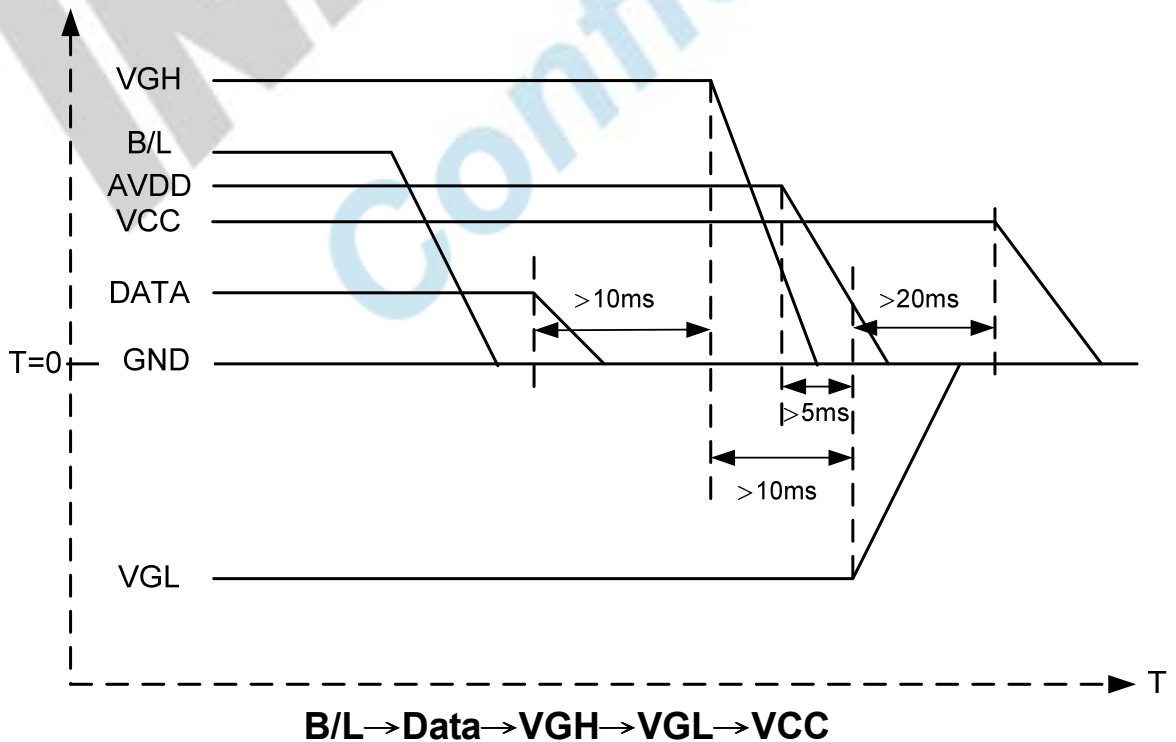 VGH
B/L
AVDD
VCC
DATA
>10ms
>20ms
T=0
GND
>5ms
>10ms
VGL
T
B/L→Data→VGH→VGL→VCC